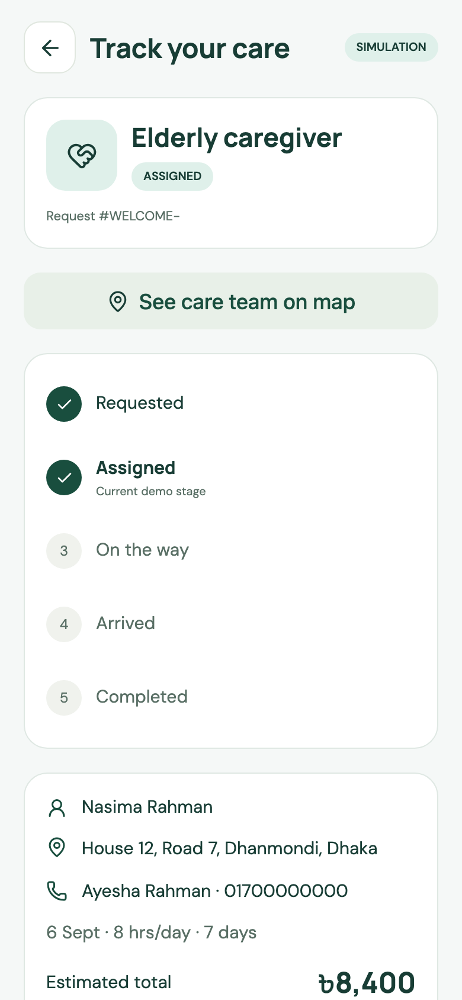 Track your care
SIMULATION
Elderly caregiver
ASSIGNED
Request #WELCOME-
See care team on map
Requested
Assigned
Current demo stage
3
On the way
4
Arrived
5
Completed
Nasima Rahman
House 12, Road 7, Dhanmondi, Dhaka
Ayesha Rahman · 01700000000
6 Sept · 8 hrs/day · 7 days
Estimated total
৳8,400